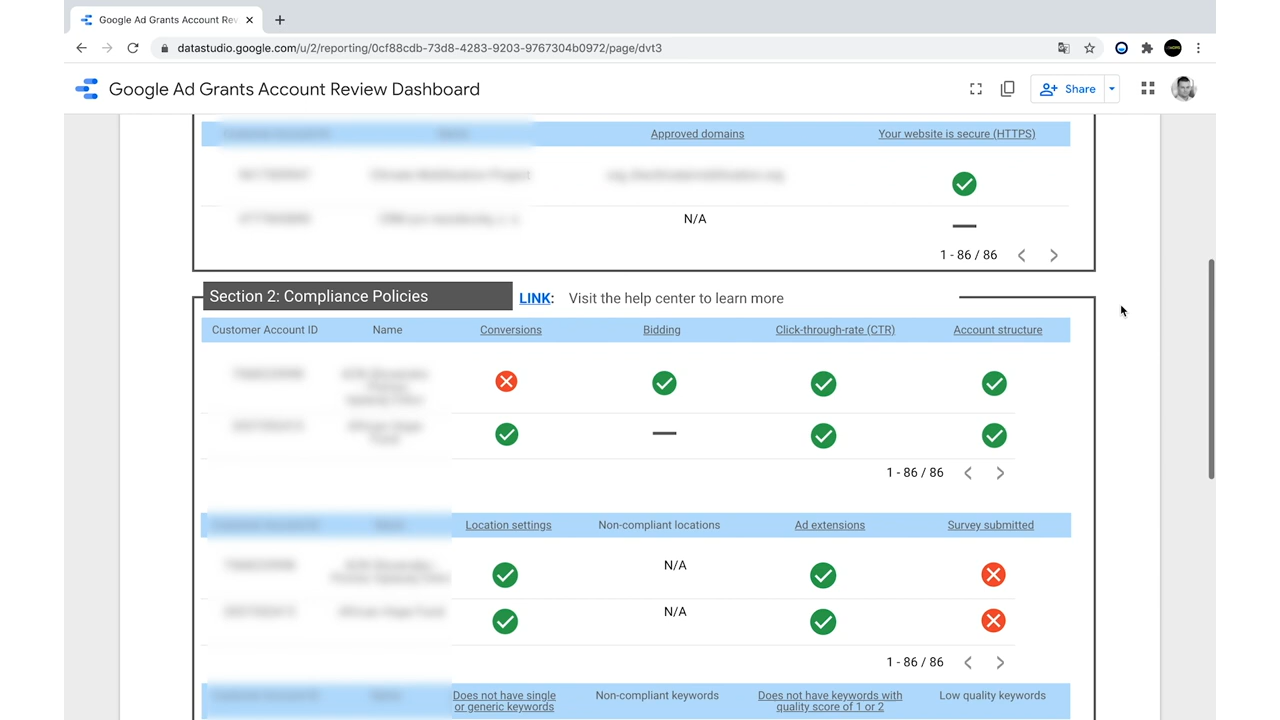 Google Ad Grants Account Rev
datastudio.google.com/u/2/reporting/0cf88cdb-73d8-4283-9203-9767304b0972/page/dvt3
Google Ad Grants Account Review Dashboard
Share
Approved domains Your website is secure (HTTPS)
N/A
1 - 86 / 86
Section 2: Compliance Policies LINK: Visit the help center to learn more
Customer Account ID Name Conversions Bidding Click-through-rate (CTR) Account structure
1 - 86 / 86
Location settings Non-compliant locations Ad extensions Survey submitted
N/A
N/A
1 - 86 / 86
Does not have single or generic keywords Non-compliant keywords Does not have keywords with quality score of 1 or 2 Low quality keywords